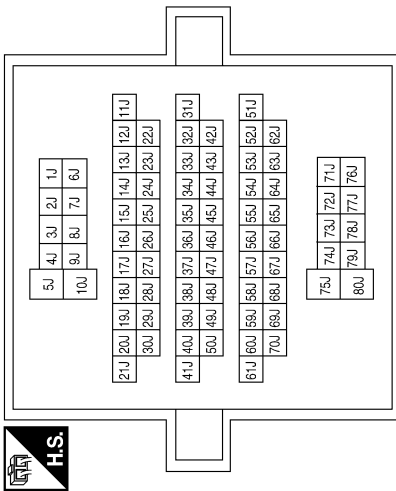 H.S.
5J 4J 3J 2J 1J
10J 9J 8J 7J 6J
21J 20J 19J 18J 17J 16J 15J 14J 13J 12J 11J
30J 29J 28J 27J 26J 25J 24J 23J 22J
41J 40J 39J 38J 37J 36J 35J 34J 33J 32J 31J
50J 49J 48J 47J 46J 45J 44J 43J 42J
61J 60J 59J 58J 57J 56J 55J 54J 53J 52J 51J
70J 69J 68J 67J 66J 65J 64J 63J 62J
75J 74J 73J 72J 71J
80J 79J 78J 77J 76J